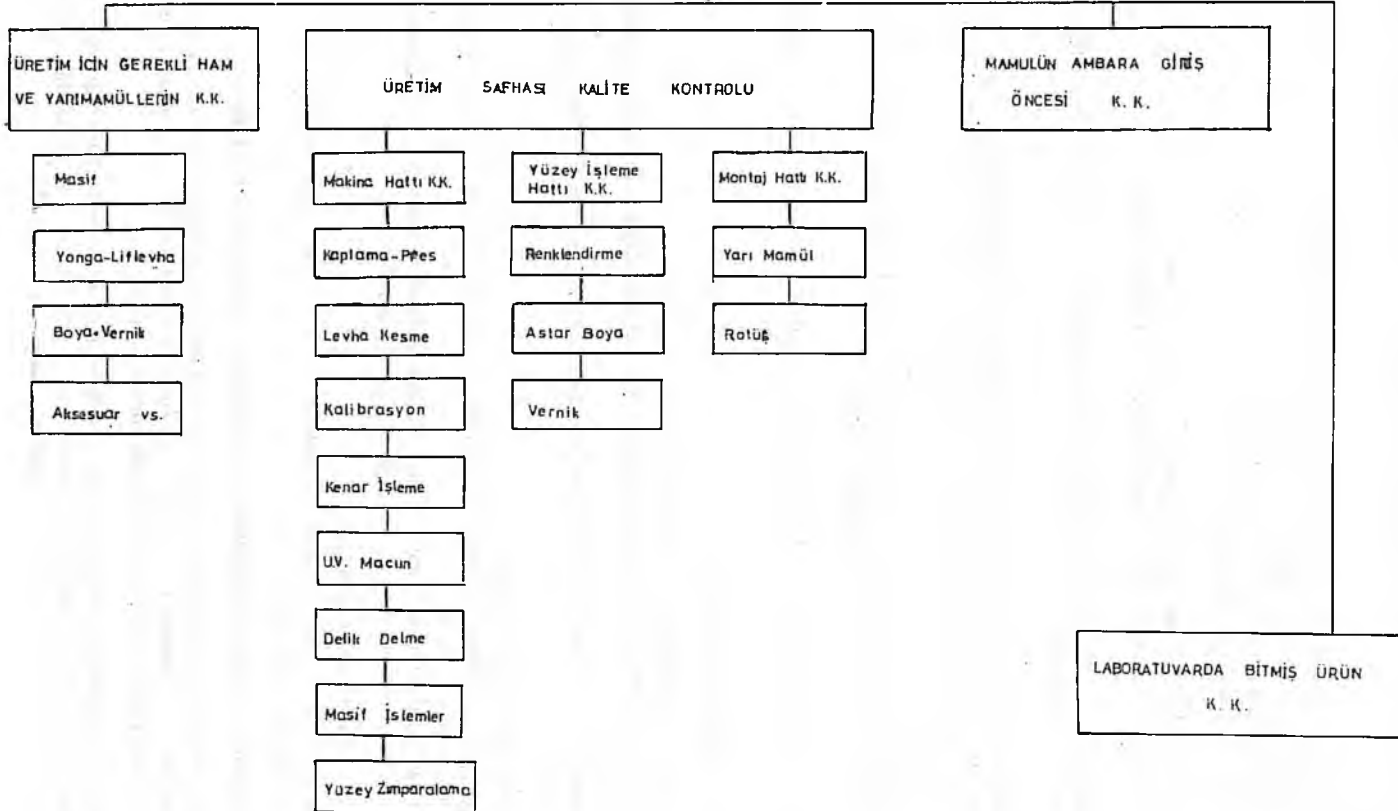 ÜRETİM İCİN GEREKLİ HAM
VE YARIMAMÜLLERİN K.K.
Masif
Yonga-Liflevha
Boya-Vernik
Aksesuar vs.
ÜRETİM SAFHASI KALİTE KONTROLU
Makina Hattı K.K.
Kaplama-Pres
Levha Kesme
Kalibrasyon
Kenar İşleme
U.V. Macun
Delik Delme
Masif İşlemler
Yüzey Zımparalama
Yüzey İşleme
Hattı K.K.
Renklendirme
Astar Boya
Vernik
Montaj Hattı K.K.
Yarı Mamül
Rotüş
MAMULÜN AMBARA GİRİŞ
ÖNCESİ K. K.
LABORATUVARDA BİTMİŞ ÜRÜN
K. K.